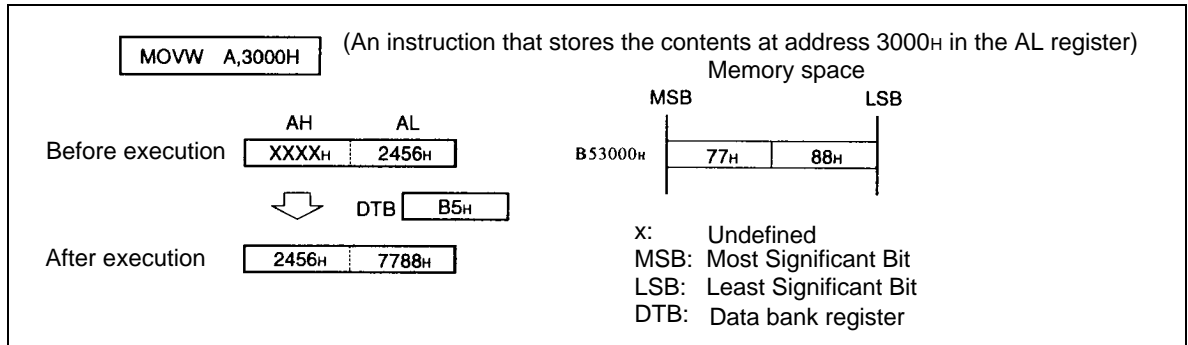 MOVW A,3000H (An instruction that stores the contents at address 3000H in the AL register)
Memory space
MSB LSB
AH AL
Before execution XXXXH 2456H B53000H 77H 88H
DTB B5H
After execution 2456H 7788H
x: Undefined
MSB: Most Significant Bit
LSB: Least Significant Bit
DTB: Data bank register